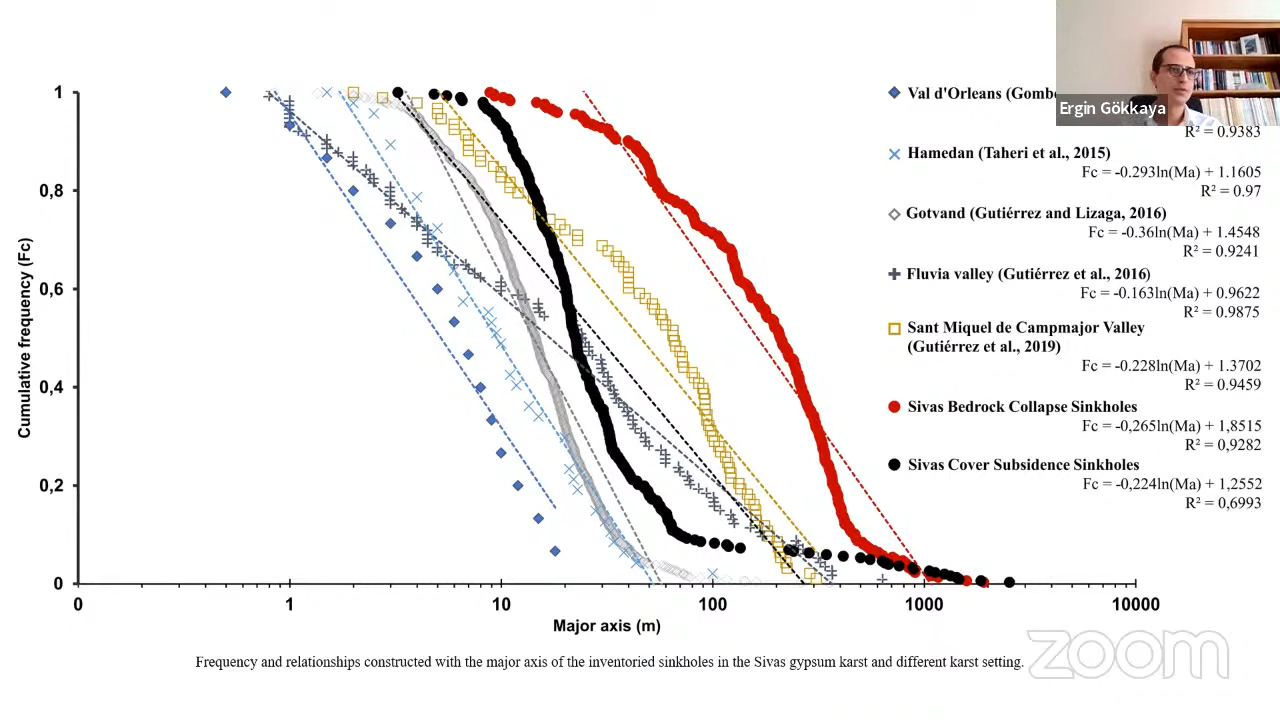 Ergin Gökkaya
Val d'Orleans
R² = 0.9383
Hamedan (Taheri et al., 2015)
Fc = -0.293ln(Ma) + 1.1605
R² = 0.97
Gotvand (Gutiérrez and Lizaga, 2016)
Fc = -0.36ln(Ma) + 1.4548
R² = 0.9241
Fluvia valley (Gutiérrez et al., 2016)
Fc = -0.163ln(Ma) + 0.9622
R² = 0.9875
Sant Miquel de Campmajor Valley
(Gutiérrez et al., 2019)
Fc = -0.228ln(Ma) + 1.3702
R² = 0.9459
Sivas Bedrock Collapse Sinkholes
Fc = -0,265ln(Ma) + 1,8515
R² = 0,9282
Sivas Cover Subsidence Sinkholes
Fc = -0,224ln(Ma) + 1,2552
R² = 0,6993
Cumulative frequency (Fc)
1
0,8
0,6
0,4
0,2
0
0 1 10 100 1000 10000
Major axis (m)
Frequency and relationships constructed with the major axis of the inventoried sinkholes in the Sivas gypsum karst and different karst setting.
zoom